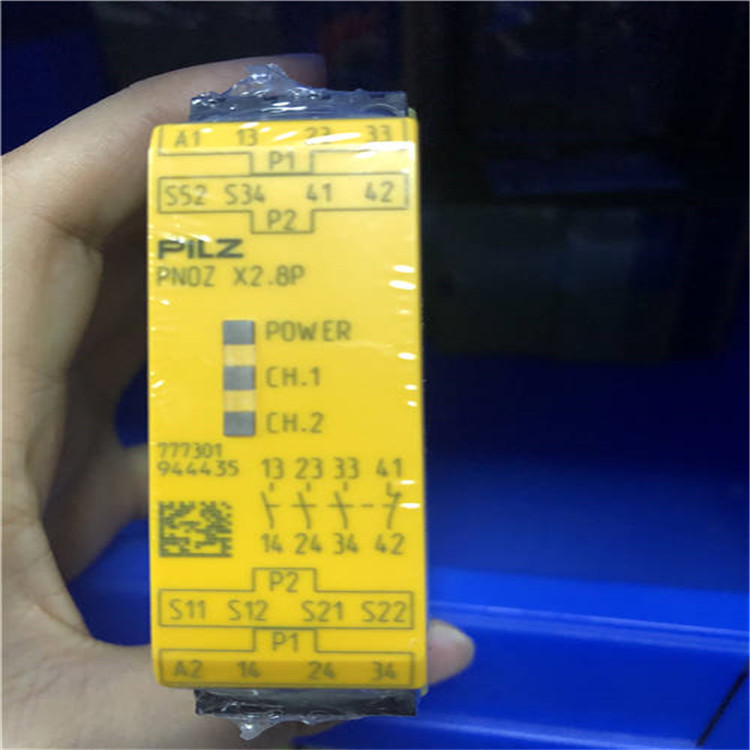 A1 13 23 33
P1
S52 S34 41 42
P2
PILZ
PNOZ X2.8P
POWER
CH.1
CH.2
777301
944435
13 23 33 41
14 24 34 42
P2
S11 S12 S21 S22
P1
A2 14 24 34